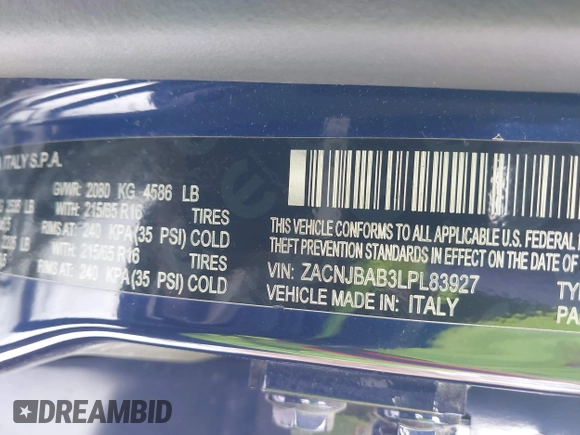 ITALY S.P.A.
GVWR: 2080 KG 4586 LB
LB WITH: 215/65 R16 TIRES
RIMS AT: 240 KPA(35 PSI) COLD
LB WITH: 215/65 R16 TIRES
RIMS AT: 240 KPA(35 PSI) COLD
THIS VEHICLE CONFORMS TO ALL APPLICABLE U.S. FEDERAL
THEFT PREVENTION STANDARDS IN EFFECT ON THE DATE
VIN: ZACNJBAB3LPL83927
VEHICLE MADE IN: ITALY
DREAMBID